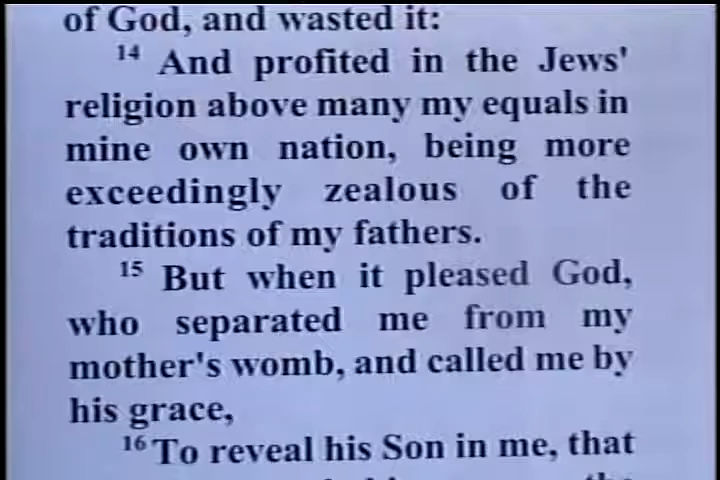 of God, and wasted it:
14 And profited in the Jews'
religion above many my equals in
mine own nation, being more
exceedingly zealous of the
traditions of my fathers.
15 But when it pleased God,
who separated me from my
mother's womb, and called me by
his grace,
16 To reveal his Son in me, that
the